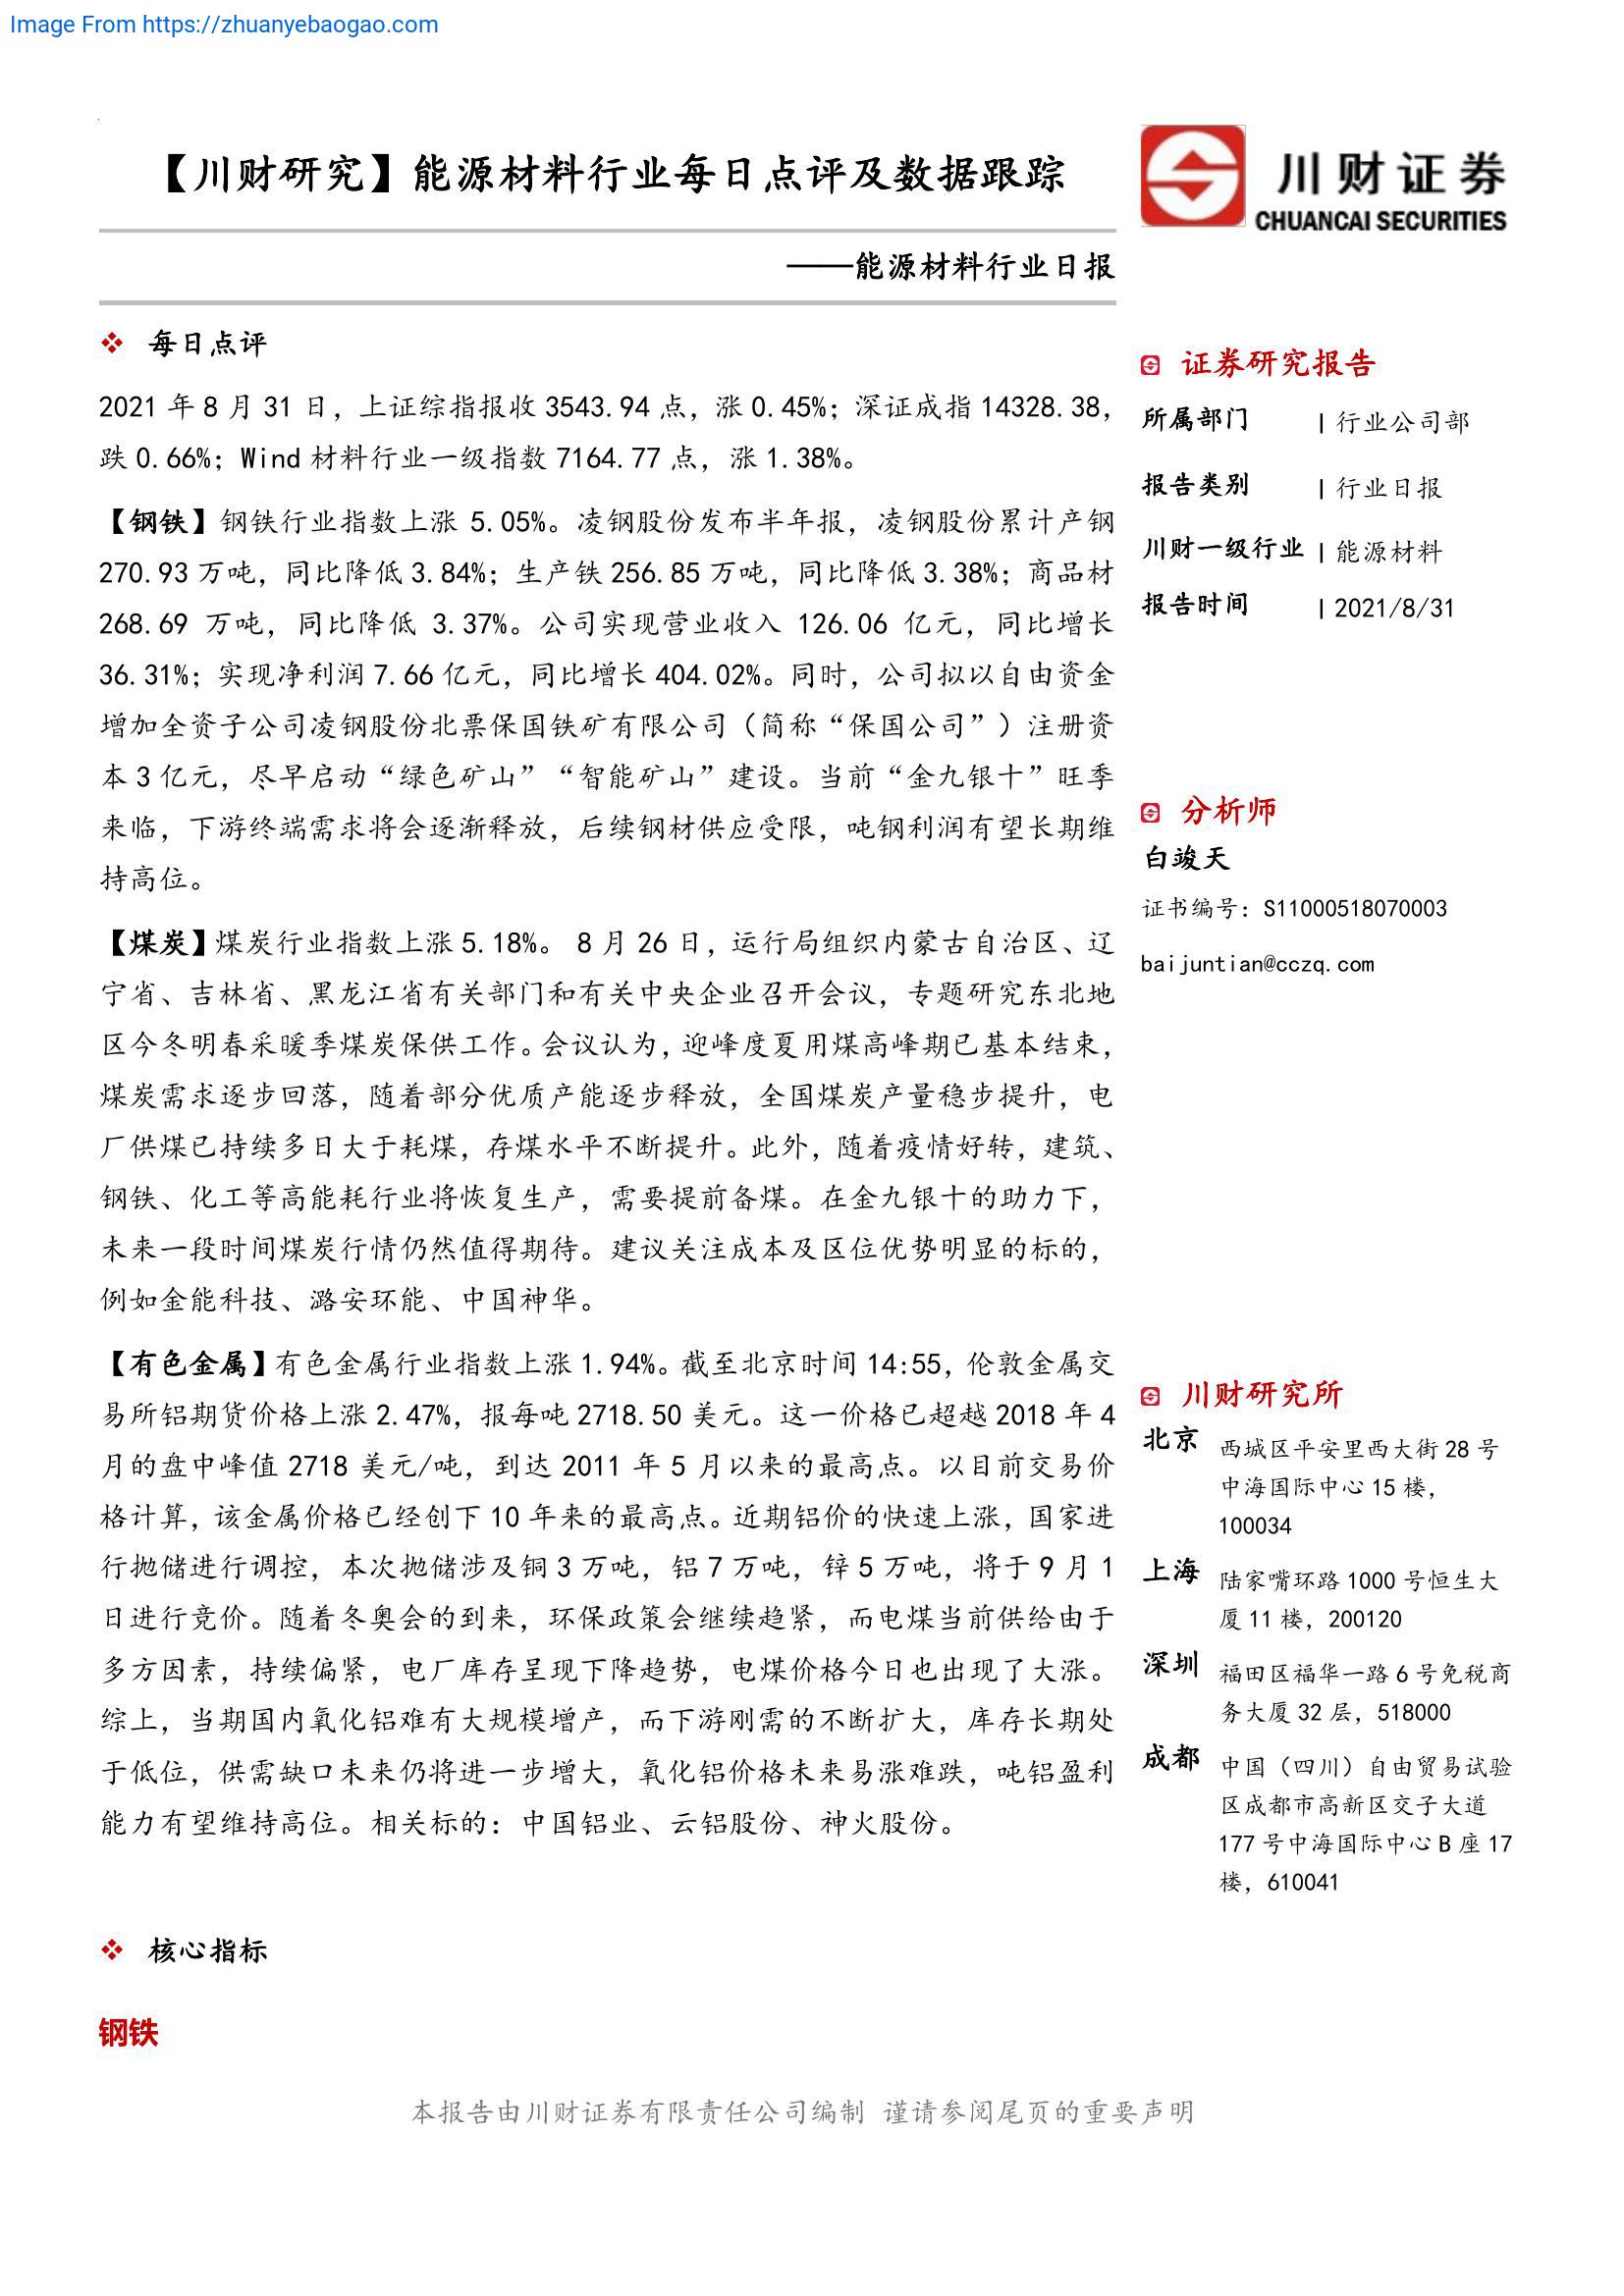 Image From https://zhuanyebaogao.com
【川财研究】能源材料行业每日点评及数据跟踪
——能源材料行业日报
川财证券
CHUANCAI SECURITIES
每日点评
2021 年 8 月 31 日，上证综指报收 3543.94 点，涨 0.45%；深证成指 14328.38，
跌 0.66%；Wind 材料行业一级指数 7164.77 点，涨 1.38%。
【钢铁】钢铁行业指数上涨 5.05%。凌钢股份发布半年报，凌钢股份累计产钢
270.93 万吨，同比降低 3.84%；生产铁 256.85 万吨，同比降低 3.38%；商品材
268.69 万吨，同比降低 3.37%。公司实现营业收入 126.06 亿元，同比增长
36.31%；实现净利润 7.66 亿元，同比增长 404.02%。同时，公司拟以自由资金
增加全资子公司凌钢股份北票保国铁矿有限公司（简称“保国公司”）注册资
本 3 亿元，尽早启动“绿色矿山”“智能矿山”建设。当前“金九银十”旺季
来临，下游终端需求将会逐渐释放，后续钢材供应受限，吨钢利润有望长期维
持高位。
【煤炭】煤炭行业指数上涨 5.18%。 8 月 26 日，运行局组织内蒙古自治区、辽
宁省、吉林省、黑龙江省有关部门和有关中央企业召开会议，专题研究东北地
区今冬明春采暖季煤炭保供工作。会议认为，迎峰度夏用煤高峰期已基本结束，
煤炭需求逐步回落，随着部分优质产能逐步释放，全国煤炭产量稳步提升，电
厂供煤已持续多日大于耗煤，存煤水平不断提升。此外，随着疫情好转，建筑、
钢铁、化工等高能耗行业将恢复生产，需要提前备煤。在金九银十的助力下，
未来一段时间煤炭行情仍然值得期待。建议关注成本及区位优势明显的标的，
例如金能科技、潞安环能、中国神华。
【有色金属】有色金属行业指数上涨 1.94%。截至北京时间 14:55，伦敦金属交
易所铝期货价格上涨 2.47%，报每吨 2718.50 美元。这一价格已超越 2018 年 4
月的盘中峰值 2718 美元/吨，到达 2011 年 5 月以来的最高点。以目前交易价
格计算，该金属价格已经创下 10 年来的最高点。近期铝价的快速上涨，国家进
行抛储进行调控，本次抛储涉及铜 3 万吨，铝 7 万吨，锌 5 万吨，将于 9 月 1
日进行竞价。随着冬奥会的到来，环保政策会继续趋紧，而电煤当前供给由于
多方因素，持续偏紧，电厂库存呈现下降趋势，电煤价格今日也出现了大涨。
综上，当期国内氧化铝难有大规模增产，而下游刚需的不断扩大，库存长期处
于低位，供需缺口未来仍将进一步增大，氧化铝价格未来易涨难跌，吨铝盈利
能力有望维持高位。相关标的：中国铝业、云铝股份、神火股份。
核心指标
钢铁
证券研究报告
所属部门 | 行业公司部
报告类别 | 行业日报
川财一级行业 | 能源材料
报告时间 | 2021/8/31
分析师
白竣天
证书编号：S11000518070003
baijuntian@cczq.com
川财研究所
北京 西城区平安里西大街 28 号
中海国际中心 15 楼，
100034
上海 陆家嘴环路 1000 号恒生大
厦 11 楼，200120
深圳 福田区福华一路 6 号免税商
务大厦 32 层，518000
成都 中国（四川）自由贸易试验
区成都市高新区交子大道
177 号中海国际中心 B 座 17
楼，610041
本报告由川财证券有限责任公司编制 谨请参阅尾页的重要声明